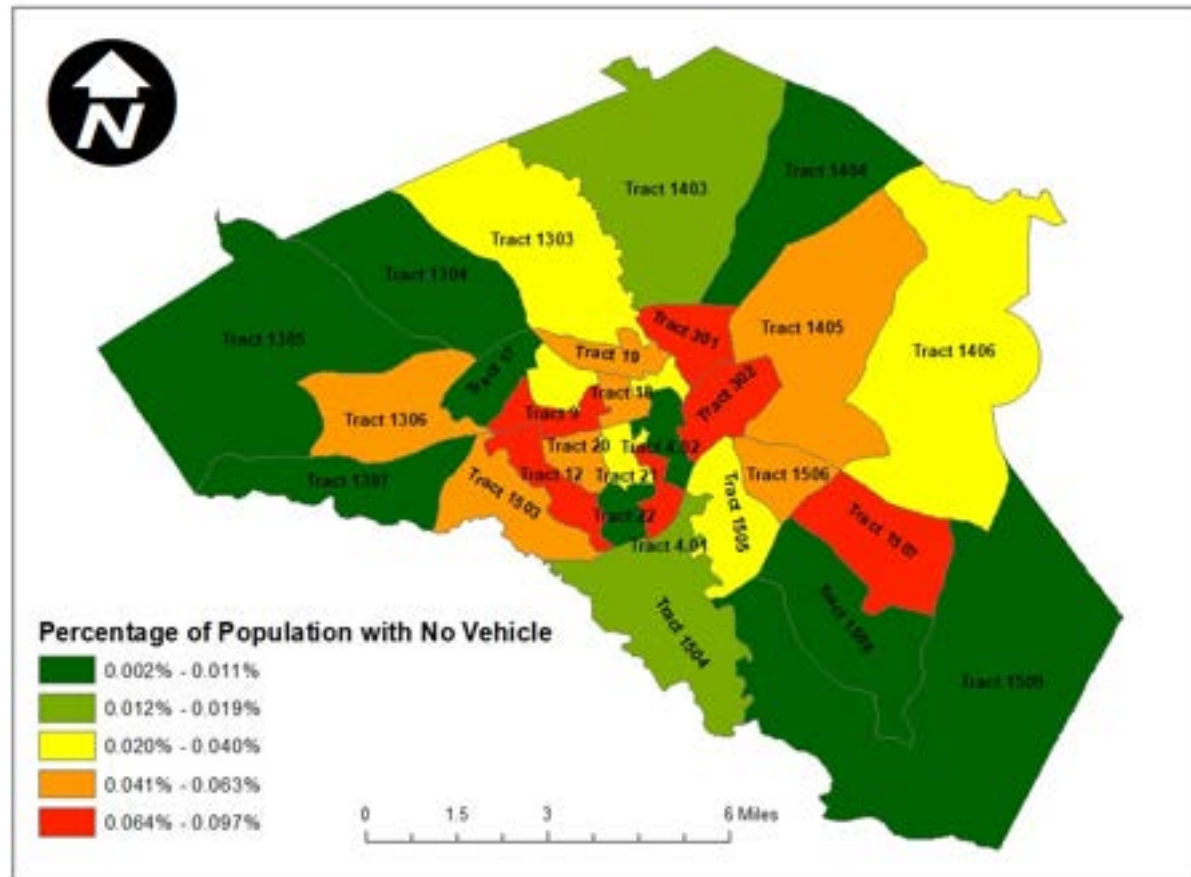 N
Tract 1403
Tract 1404
Tract 1303
Tract 1304
Tract 1305
Tract 301
Tract 1405
Tract 1406
Tract 19
Tract 302
Tract 18
Tract 9
Tract 1306
Tract 20
Tract 4.02
Tract 12
Tract 21
Tract 1506
Tract 1307
Tract 1503
Tract 22
Tract 1505
Tract 1507
Tract 4.01
Tract 1504
Tract 1509
Percentage of Population with No Vehicle
0.002% - 0.011%
0.012% - 0.019%
0.020% - 0.040%
0.041% - 0.063%
0.064% - 0.097%
0 1.5 3 6 Miles